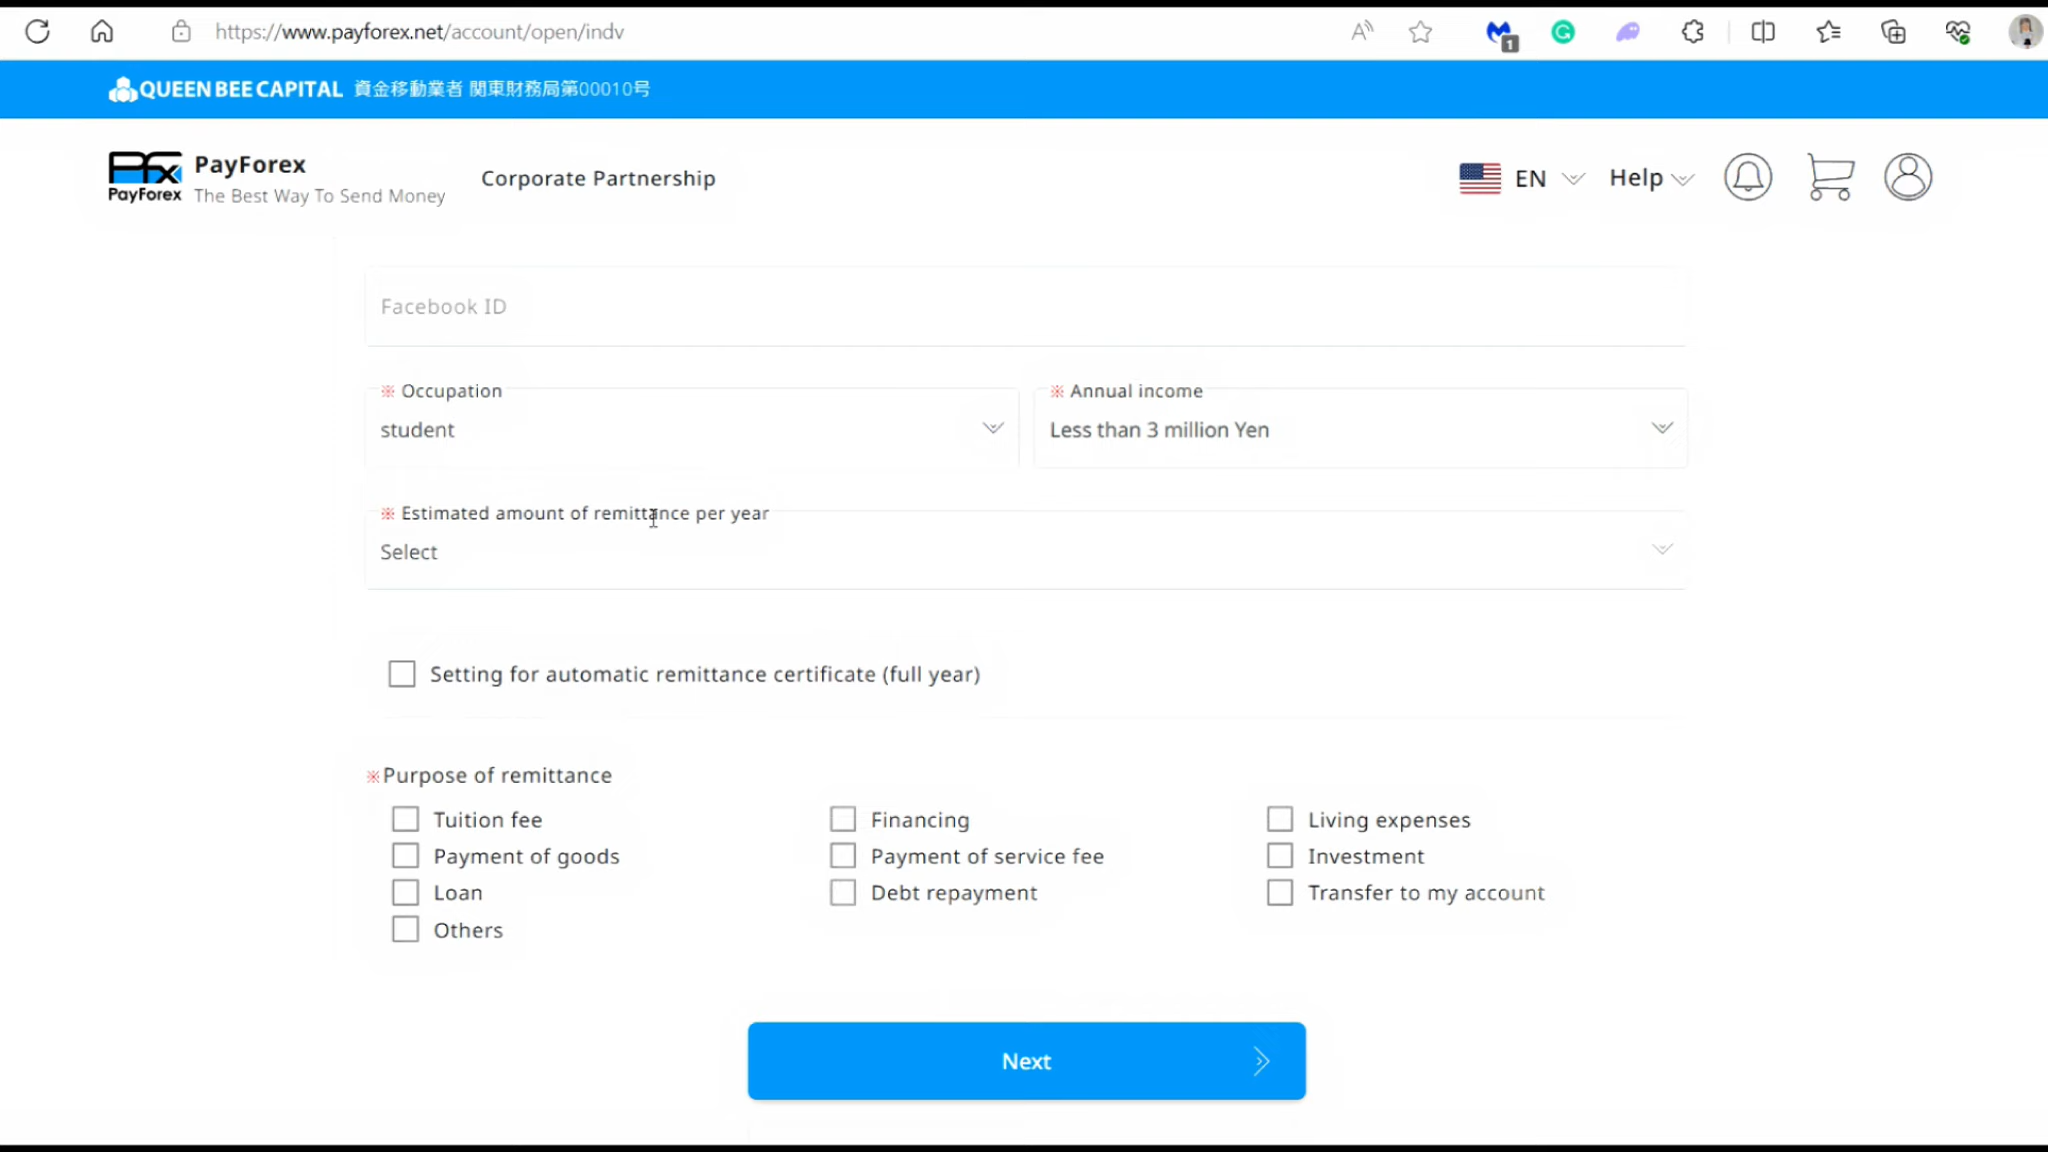 https://www.payforex.net/account/open/indv
1
QUEEN BEE CAPITAL 資金移動業者 関東財務局第00010号
PFx PayForex
PayForex
The Best Way To Send Money
Corporate Partnership
EN
Help
Facebook ID
※ Occupation
student
※ Annual income
Less than 3 million Yen
※ Estimated amount of remittance per year
Select
Setting for automatic remittance certificate (full year)
※Purpose of remittance
Tuition fee
Financing
Living expenses
Payment of goods
Payment of service fee
Investment
Loan
Debt repayment
Transfer to my account
Others
Next